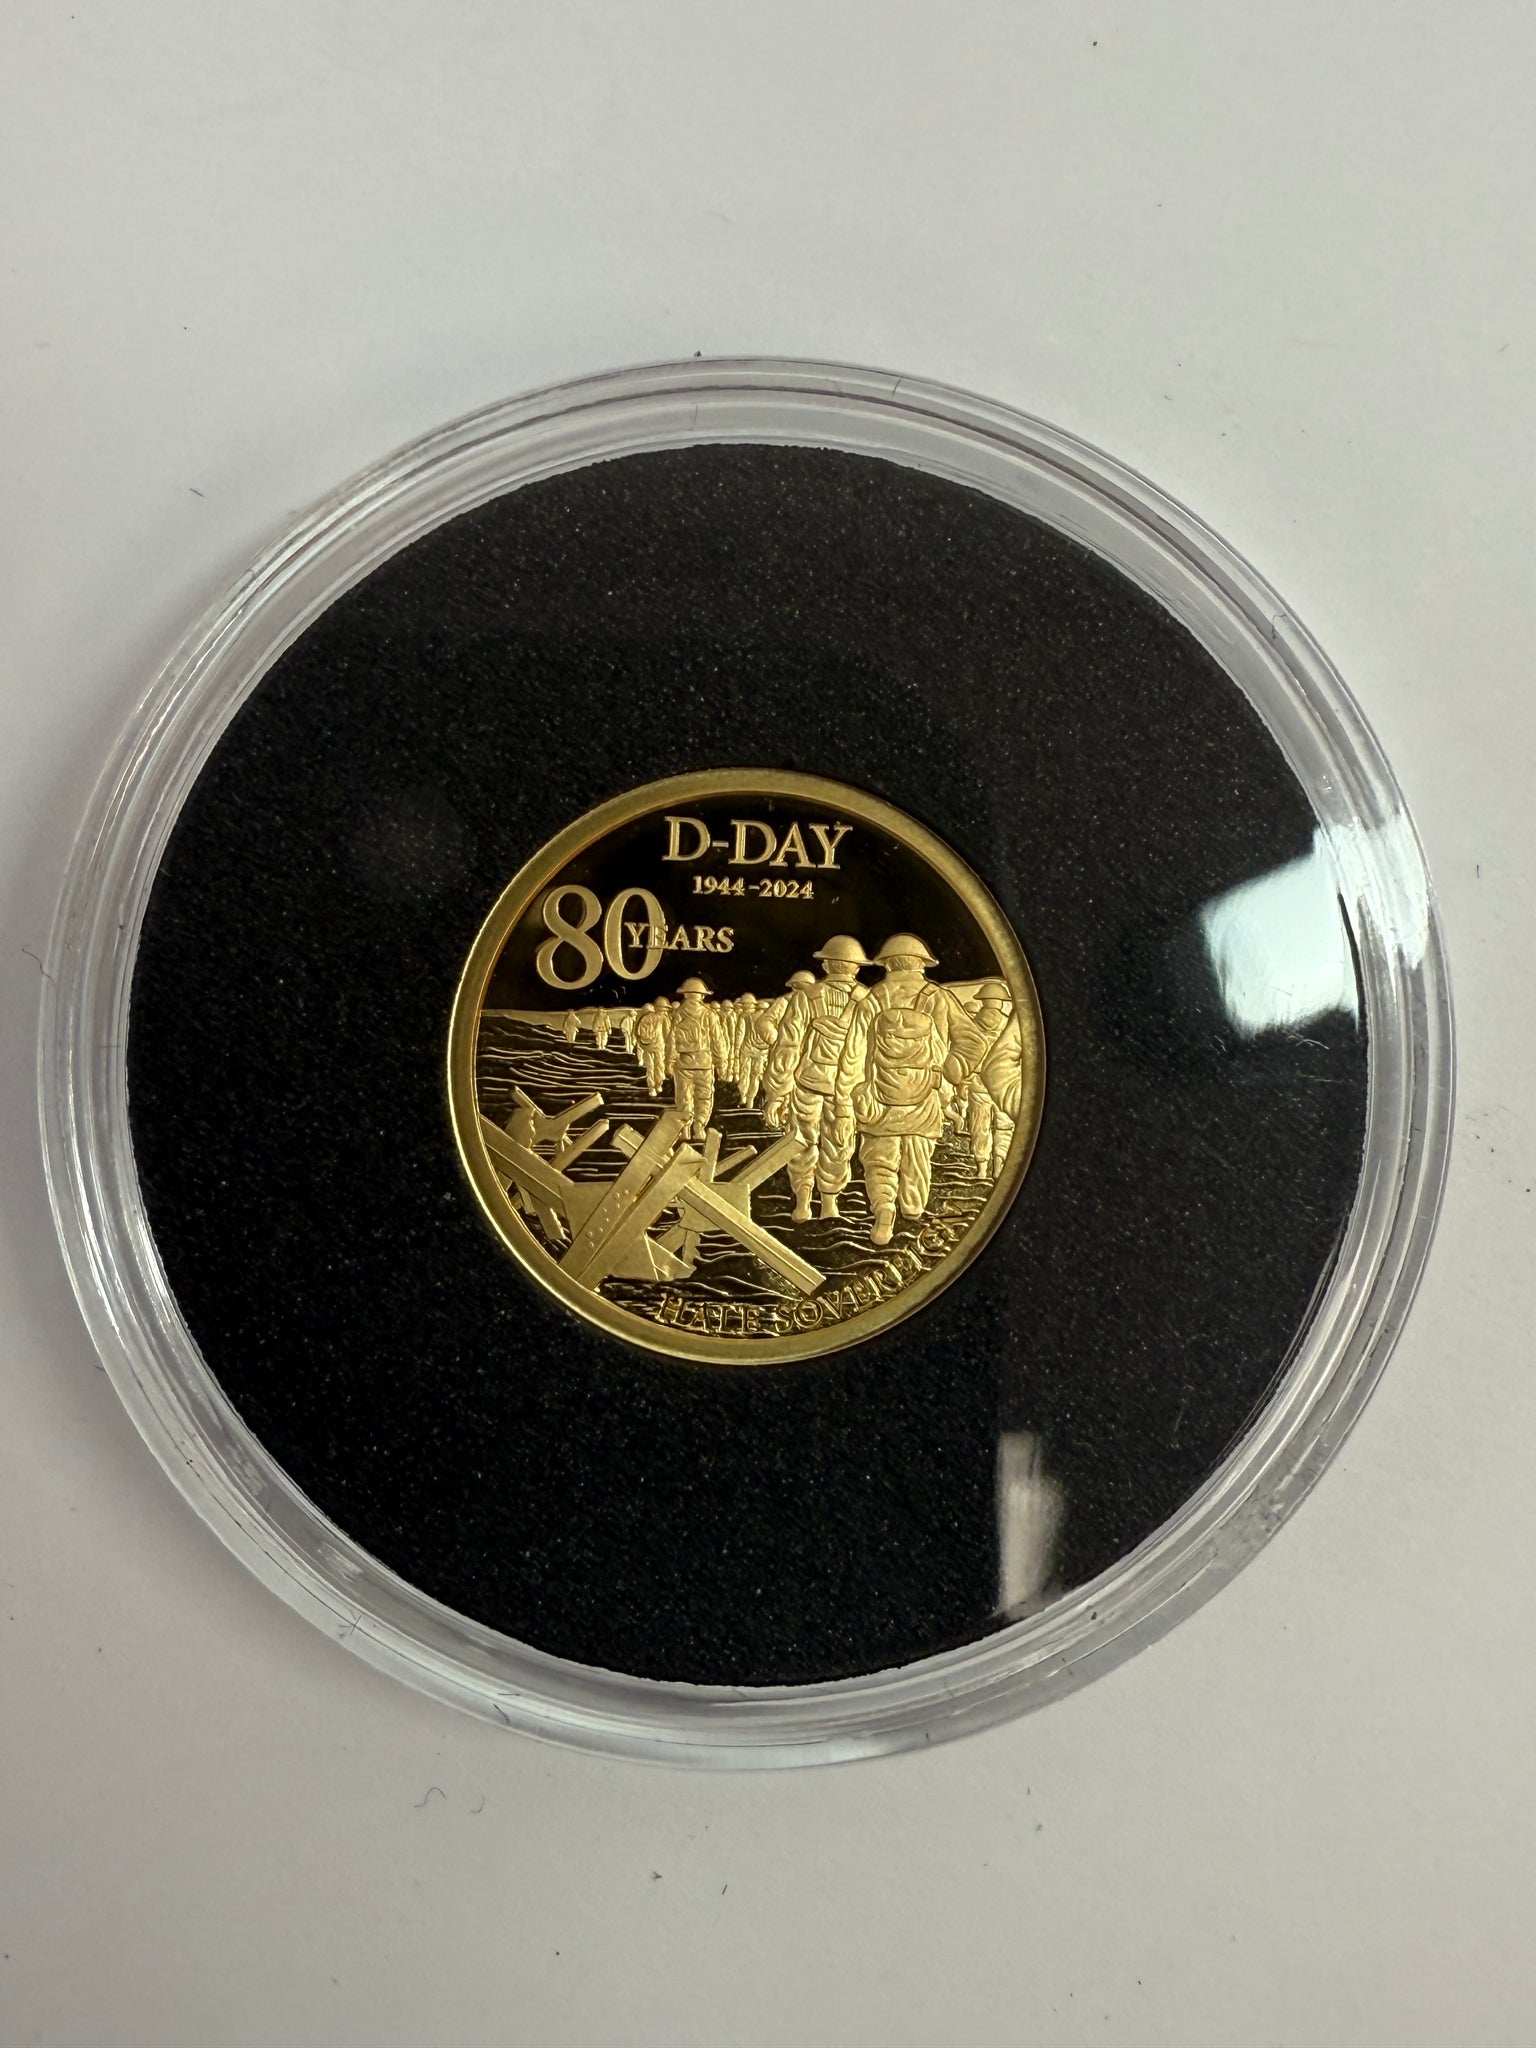 D-DAY
1944-2024
80 YEARS
HALF SOVEREIGN